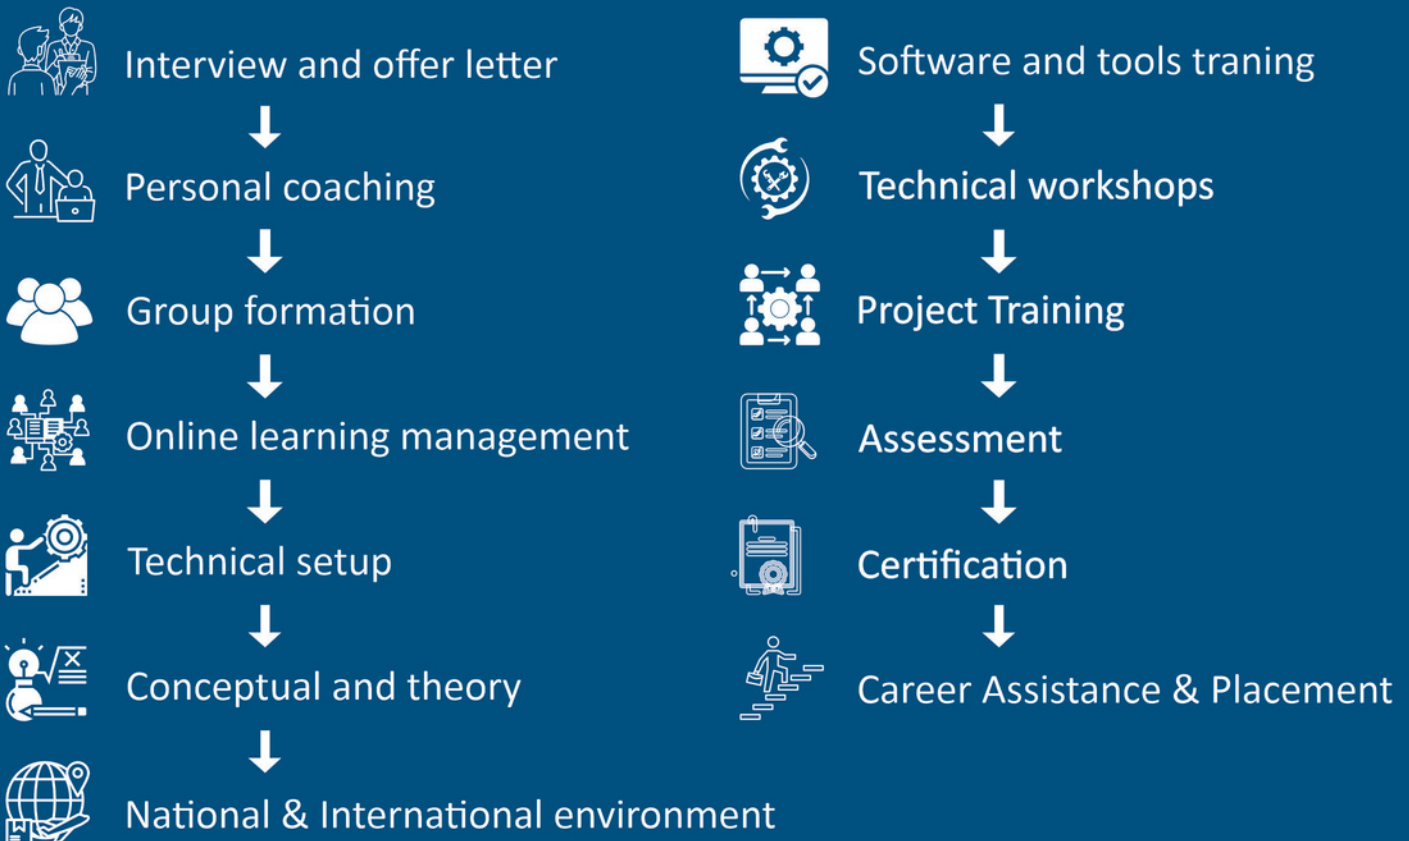 Interview and offer letter
Personal coaching
Group formation
Online learning management
Technical setup
Conceptual and theory
National & International environment
Software and tools traning
Technical workshops
Project Training
Assessment
Certification
Career Assistance & Placement